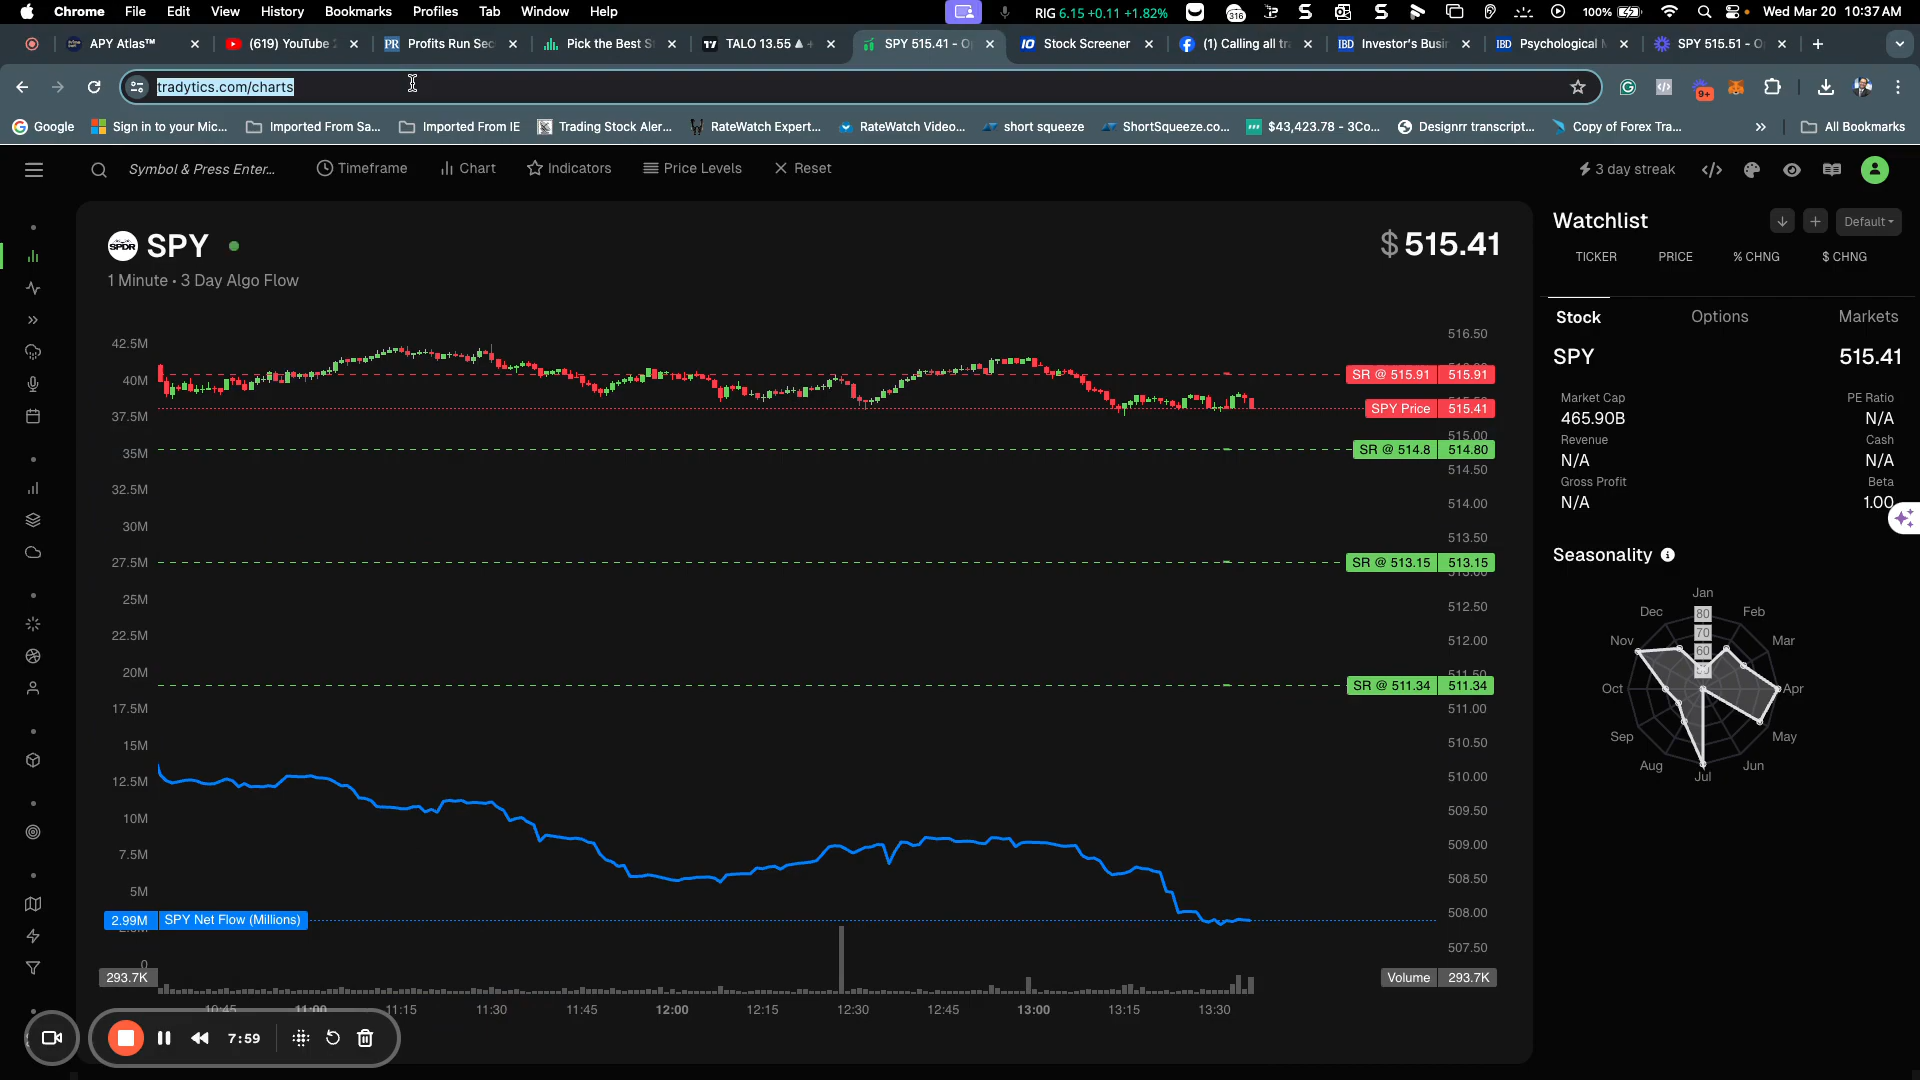 Chrome File Edit View History Bookmarks Profiles Tab Window Help RIG 6.15 +0.11 +1.82% 316 100% Wed Mar 20 10:37 AM
APY Atlas™ (619) YouTube Profits Run Sec Pick the Best S TALO 13.55 SPY 515.41 - O Stock Screener (1) Calling all tra Investor's Busi Psychological SPY 515.51 - O
tradytics.com/charts 9+
Google Sign in to your Mic... Imported From Sa... Imported From IE Trading Stock Aler... RateWatch Expert... RateWatch Video... short squeeze ShortSqueeze.co... $43,423.78 - 3Co... Designrr transcript... Copy of Forex Tra... All Bookmarks
Symbol & Press Enter... Timeframe Chart Indicators Price Levels Reset 3 day streak
SPDR SPY $ 515.41
1 Minute • 3 Day Algo Flow
42.5M
40M
37.5M
35M
32.5M
30M
27.5M
25M
22.5M
20M
17.5M
15M
12.5M
10M
7.5M
5M
2.99M SPY Net Flow (Millions)
0
293.7K
516.50
SR @ 515.91 515.91
SPY Price 515.41
515.00
SR @ 514.8 514.80
514.50
514.00
513.50
SR @ 513.15 513.15
512.50
512.00
511.50
SR @ 511.34 511.34
511.00
510.50
510.00
509.50
509.00
508.50
508.00
507.50
Volume 293.7K
10:45 11:00 11:15 11:30 11:45 12:00 12:15 12:30 12:45 13:00 13:15 13:30
7:59
Watchlist Default
TICKER PRICE % CHNG $ CHNG
Stock Options Markets
SPY 515.41
Market Cap PE Ratio
465.90B N/A
Revenue Cash
N/A N/A
Gross Profit Beta
N/A 1.00
Seasonality
Jan
Feb
Mar
Apr
May
Jun
Jul
Aug
Sep
Oct
Nov
Dec
80
70
60